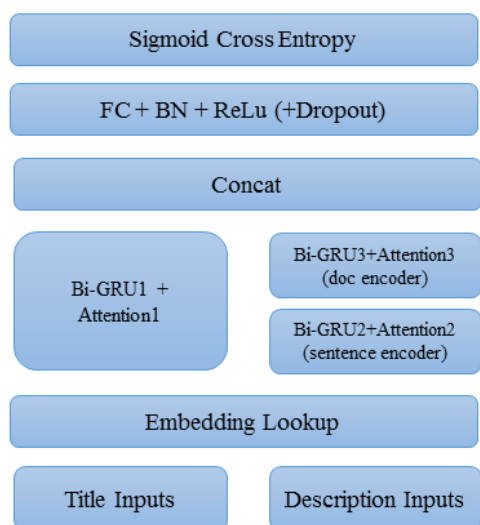 Sigmoid Cross Entropy
FC + BN + ReLu (+Dropout)
Concat
Bi-GRU1 +
Attention1
Bi-GRU3+Attention3
(doc encoder)
Bi-GRU2+Attention2
(sentence encoder)
Embedding Lookup
Title Inputs
Description Inputs